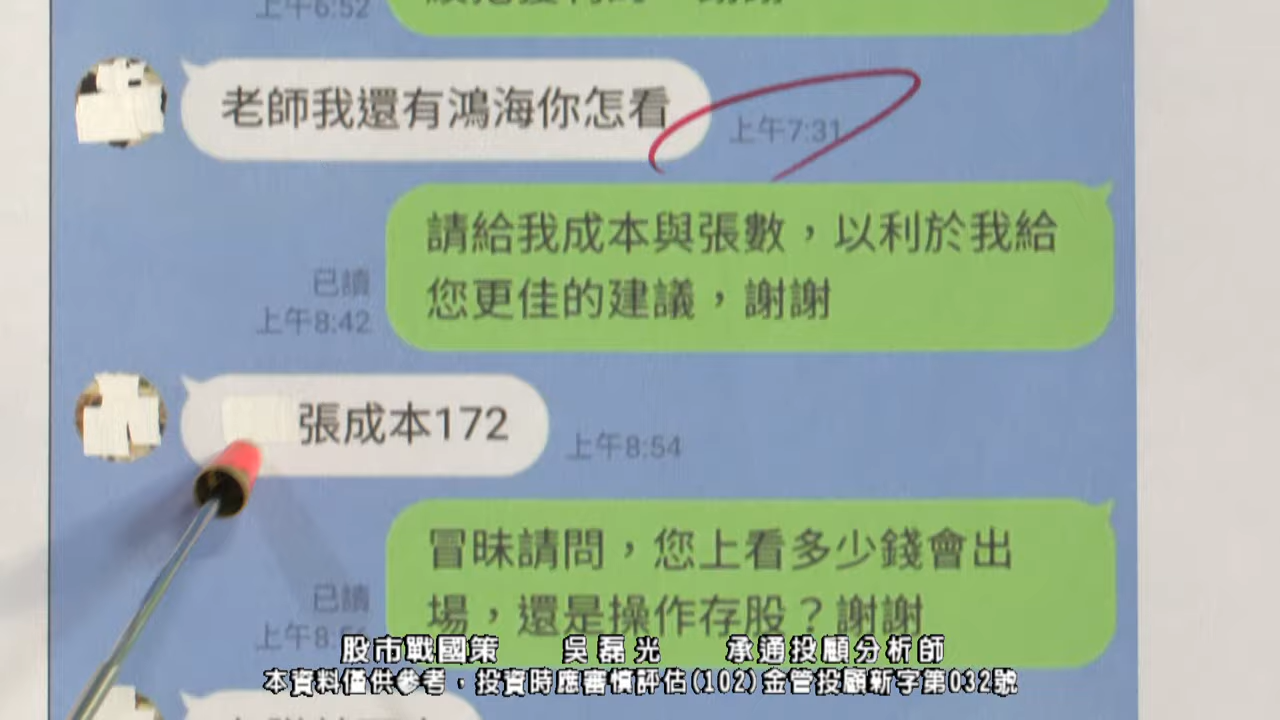 上午6:52
老師我還有鴻海你怎看
上午7:31
請給我成本與張數，以利於我給
您更佳的建議，謝謝
已讀
上午8:42
張成本172
上午8:54
冒昧請問，您上看多少錢會出
場，還是操作存股？謝謝
已讀
上午8:5
股市戰國策 吳磊光 承通投顧分析師
本資料僅供參考，投資時應審慎評估(102)金管投顧新字第032號